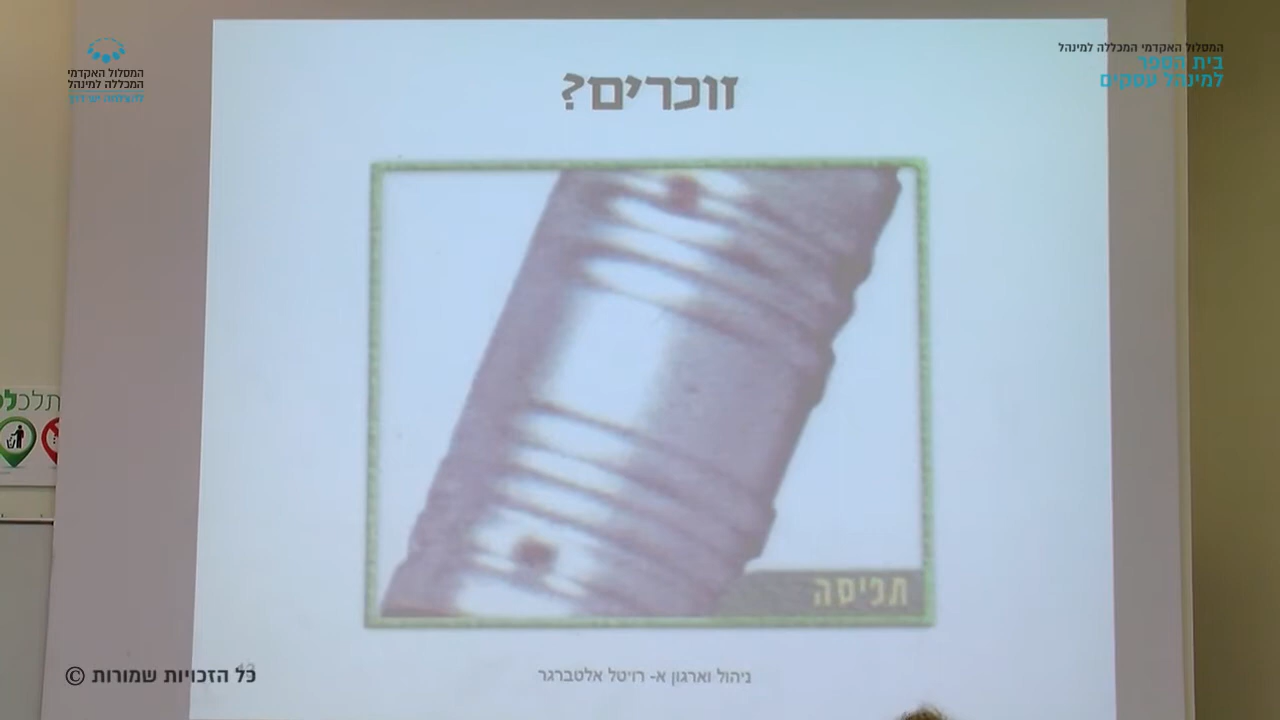 המסלול האקדמי המכללה למינהל
בית הספר
למינהל עסקים
המסלול האקדמי
המכללה למינהל
זוכרים?
תפיסה
ניהול וארגון א- רויטל אלטברגר
כל הזכויות שמורות ©